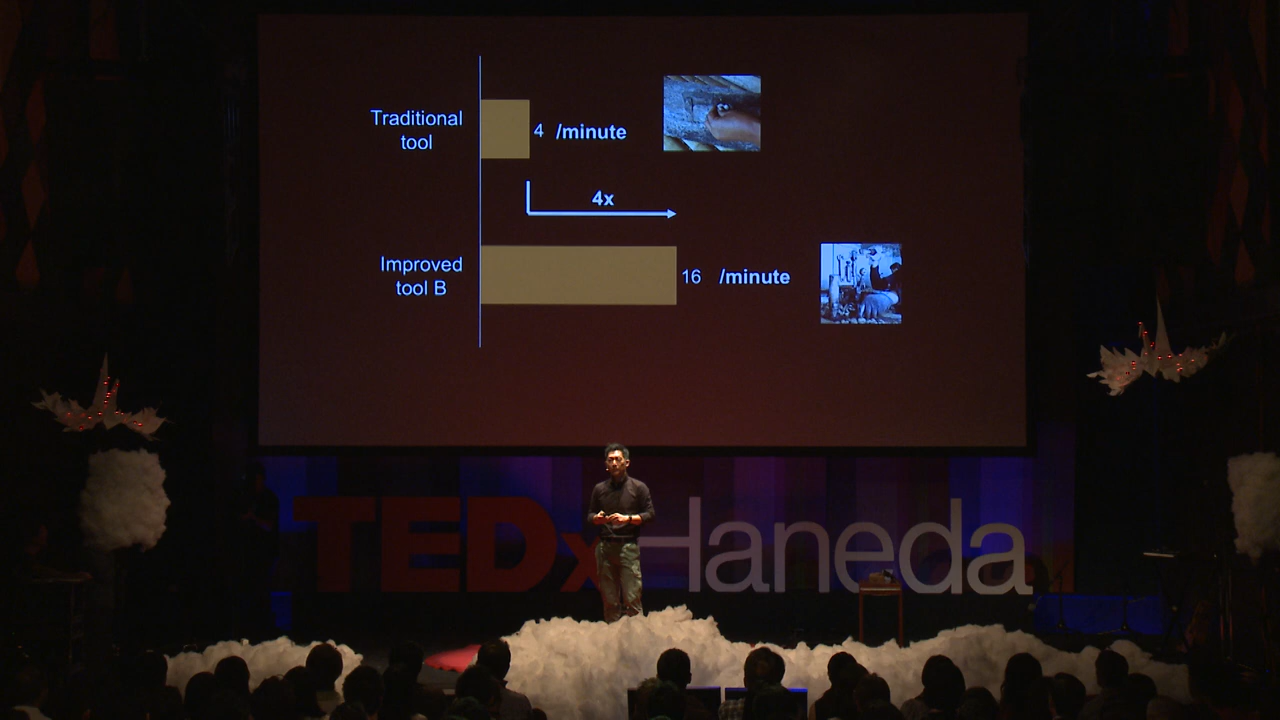 Traditional
tool
4 /minute
4x
Improved
tool B
16 /minute
TEDxHaneda